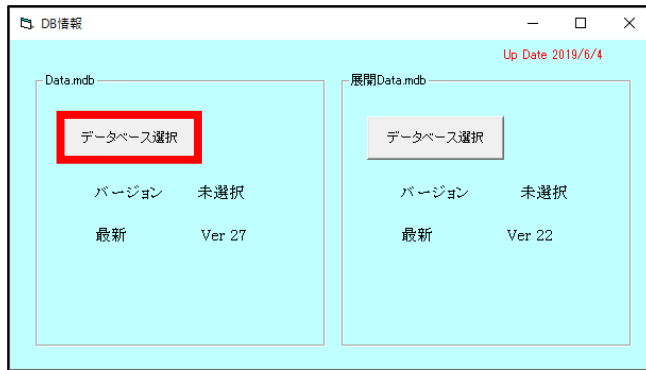 DB情報
Up Date 2019/6/4
Data.mdb
データベース選択
バージョン 未選択
最新 Ver 27
展開Data.mdb
データベース選択
バージョン 未選択
最新 Ver 22